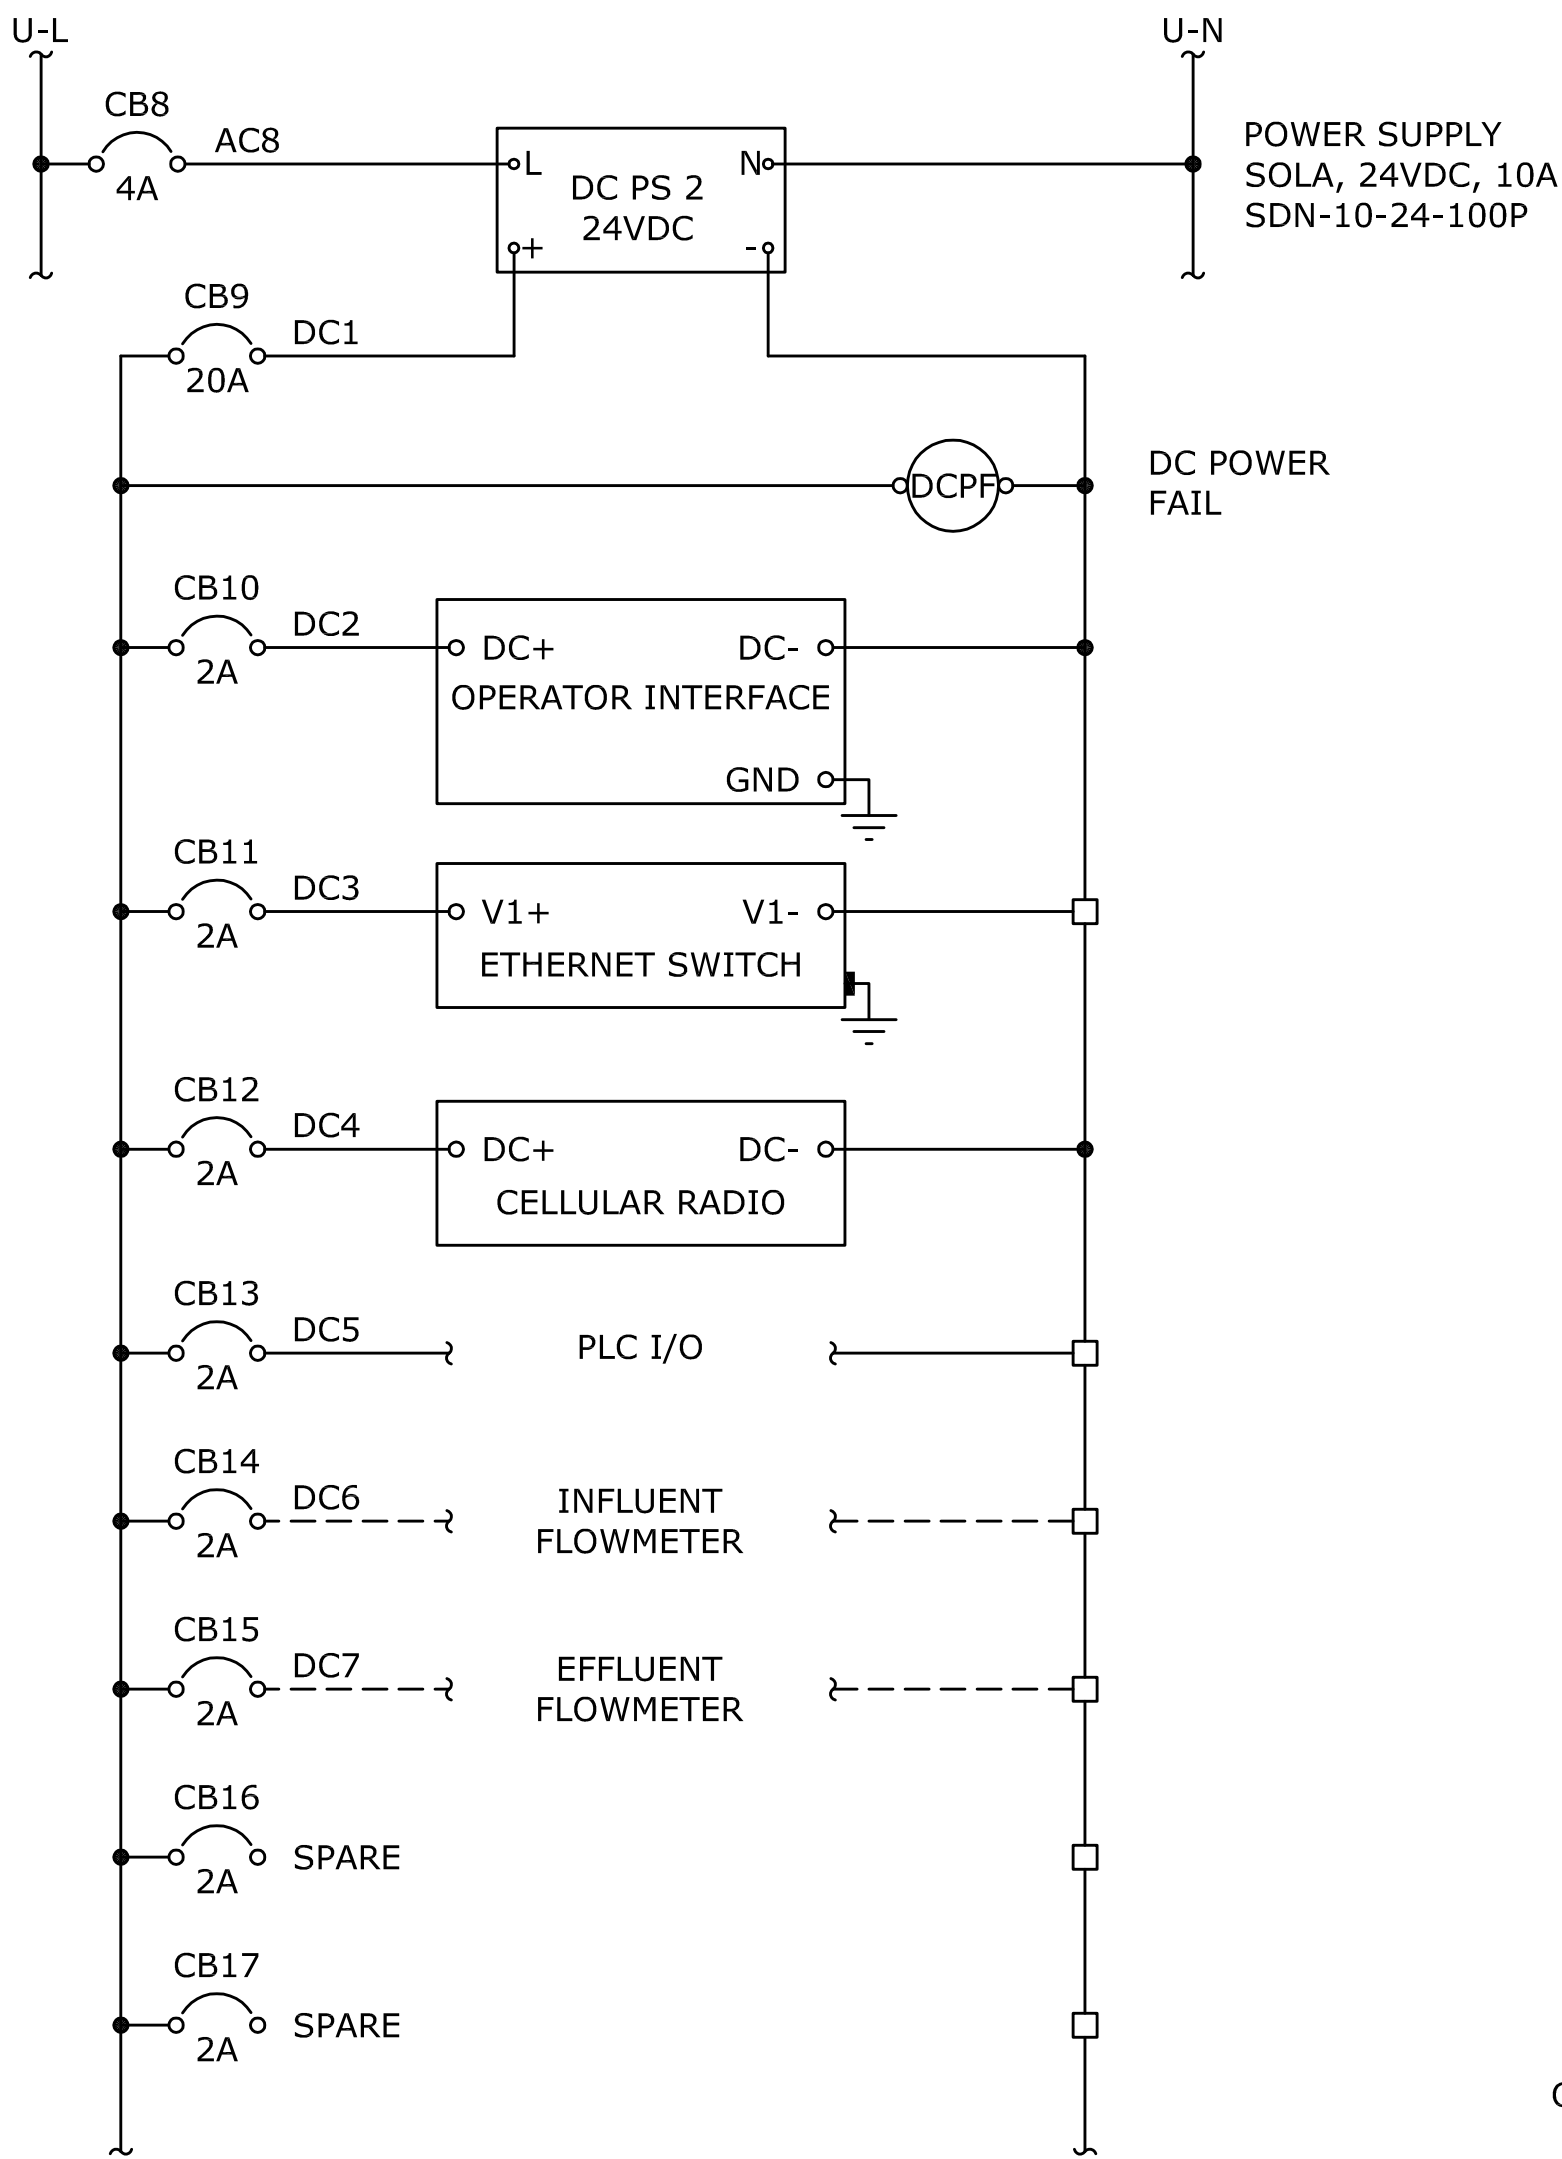 U-L
U-N
CB8
AC8
4A
L
N
DC PS 2
24VDC
+
-
POWER SUPPLY
SOLA, 24VDC, 10A
SDN-10-24-100P
CB9
DC1
20A
DCPF
DC POWER
FAIL
CB10
DC2
2A
DC+
DC-
OPERATOR INTERFACE
GND
CB11
DC3
2A
V1+
V1-
ETHERNET SWITCH
CB12
DC4
2A
DC+
DC-
CELLULAR RADIO
CB13
DC5
2A
PLC I/O
CB14
DC6
2A
INFLUENT
FLOWMETER
CB15
DC7
2A
EFFLUENT
FLOWMETER
CB16
2A
SPARE
CB17
2A
SPARE